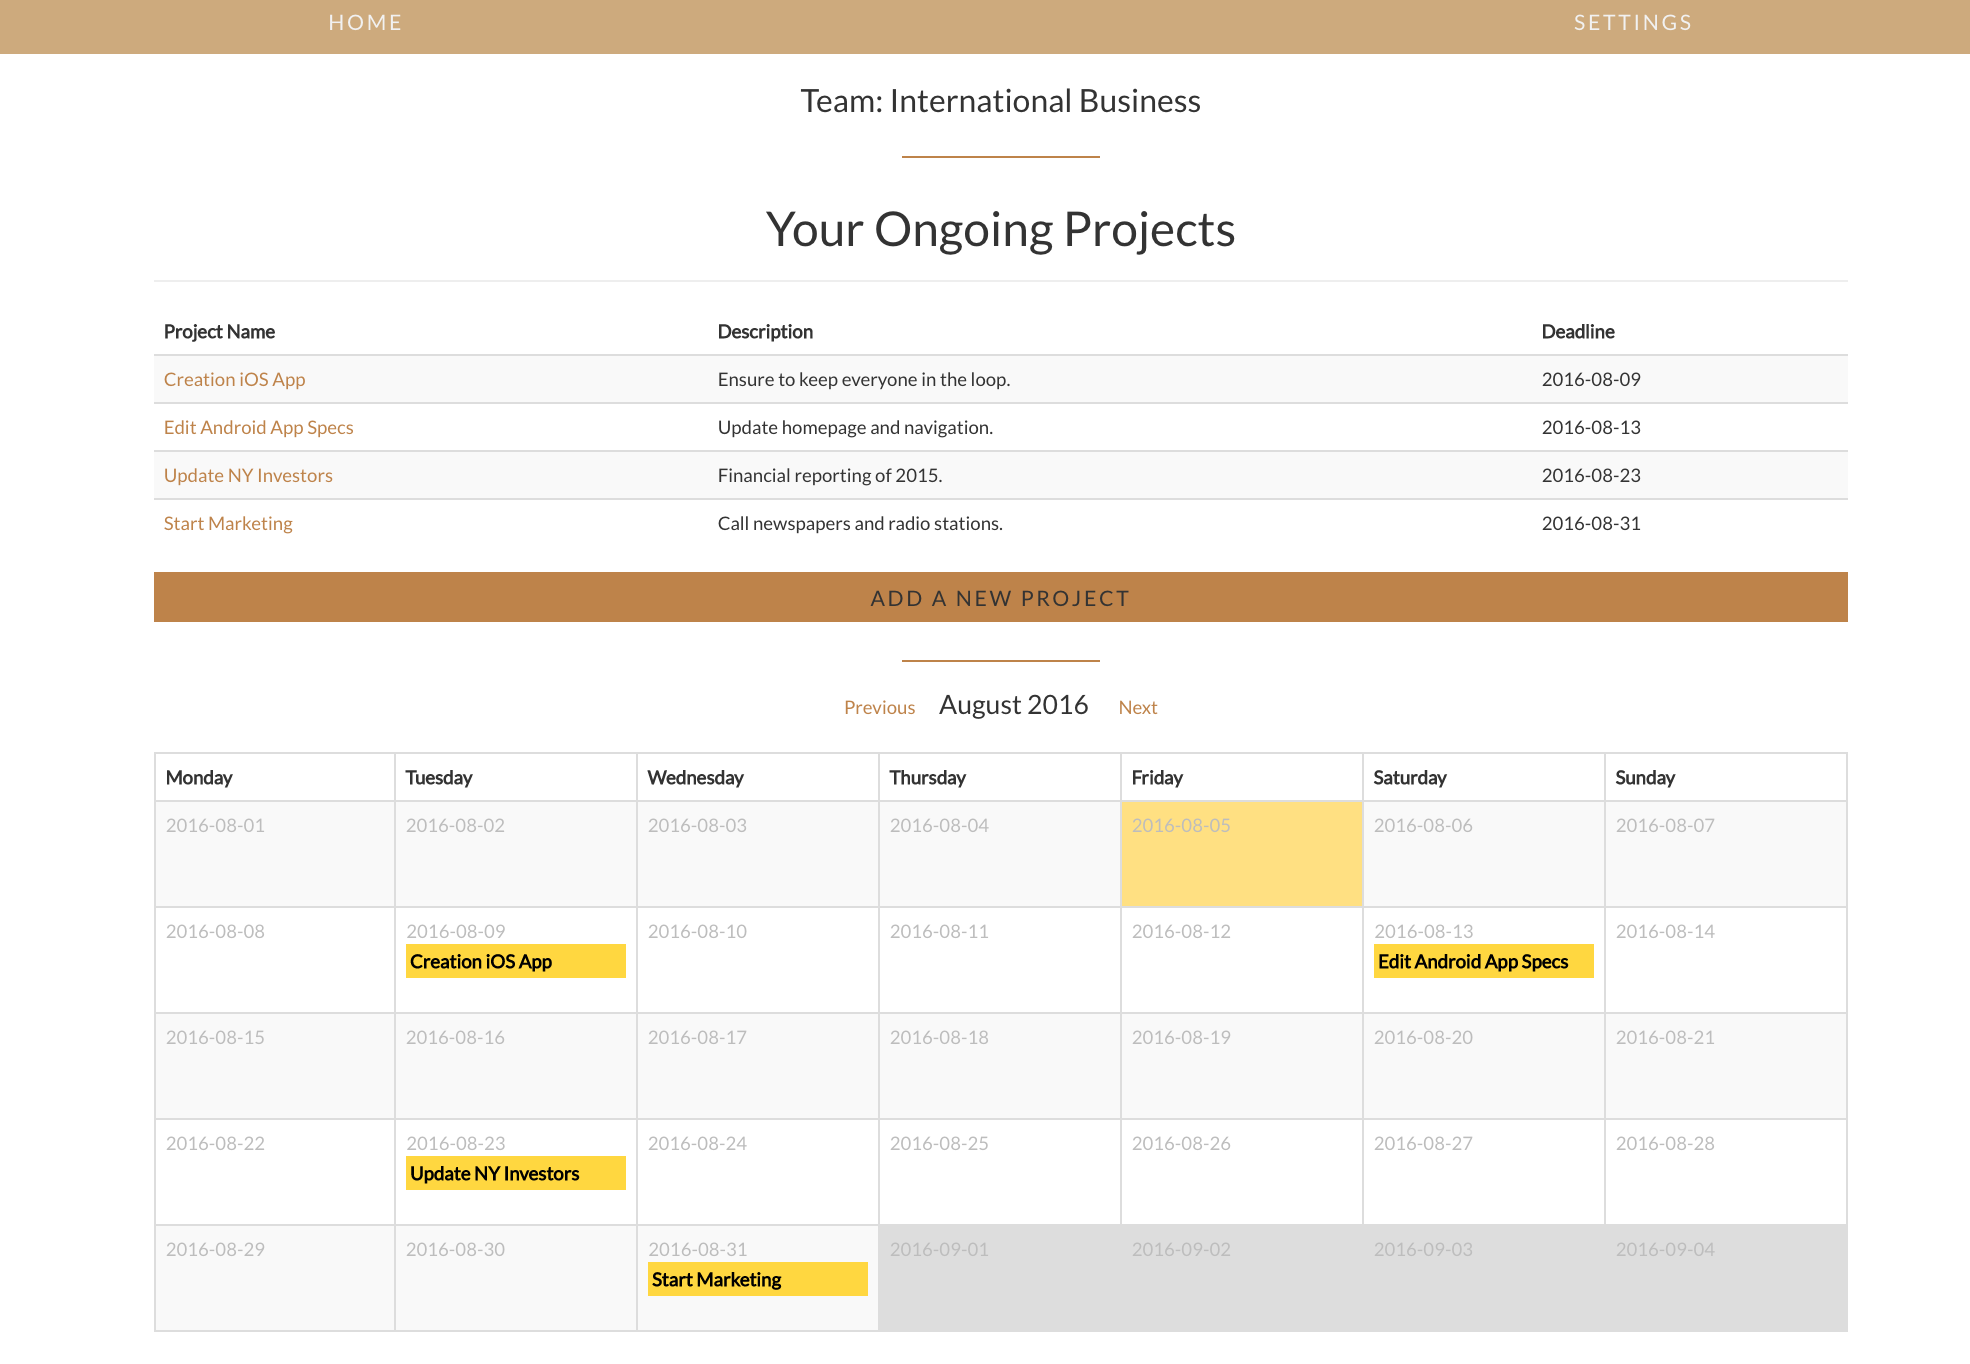 HOME SETTINGS
Team: International Business
Your Ongoing Projects
Project Name Description Deadline
Creation iOS App Ensure to keep everyone in the loop. 2016-08-09
Edit Android App Specs Update homepage and navigation. 2016-08-13
Update NY Investors Financial reporting of 2015. 2016-08-23
Start Marketing Call newspapers and radio stations. 2016-08-31
ADD A NEW PROJECT
Previous August 2016 Next
Monday Tuesday Wednesday Thursday Friday Saturday Sunday
2016-08-01 2016-08-02 2016-08-03 2016-08-04 2016-08-05 2016-08-06 2016-08-07
2016-08-08 2016-08-09 2016-08-10 2016-08-11 2016-08-12 2016-08-13 2016-08-14
Creation iOS App Edit Android App Specs
2016-08-15 2016-08-16 2016-08-17 2016-08-18 2016-08-19 2016-08-20 2016-08-21
2016-08-22 2016-08-23 2016-08-24 2016-08-25 2016-08-26 2016-08-27 2016-08-28
Update NY Investors
2016-08-29 2016-08-30 2016-08-31 2016-09-01 2016-09-02 2016-09-03 2016-09-04
Start Marketing